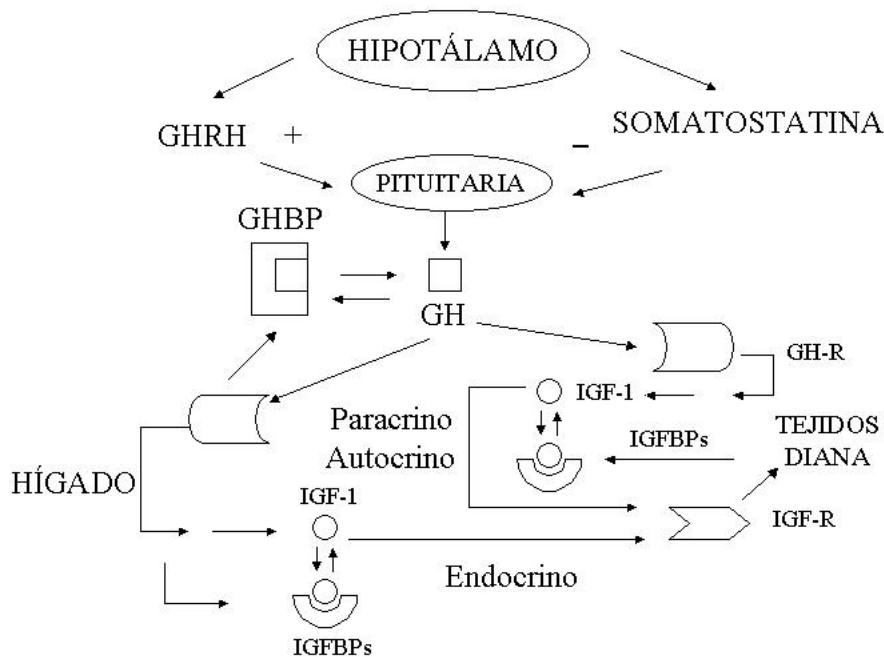 HIPOTÁLAMO
GHRH +
SOMATOSTATINA
–
PITUITARIA
GHBP
GH
GH-R
IGF-1
Paracrino
Autocrino
IGFBPs
TEJIDOS
DIANA
HÍGADO
IGF-1
IGF-R
Endocrino
IGFBPs